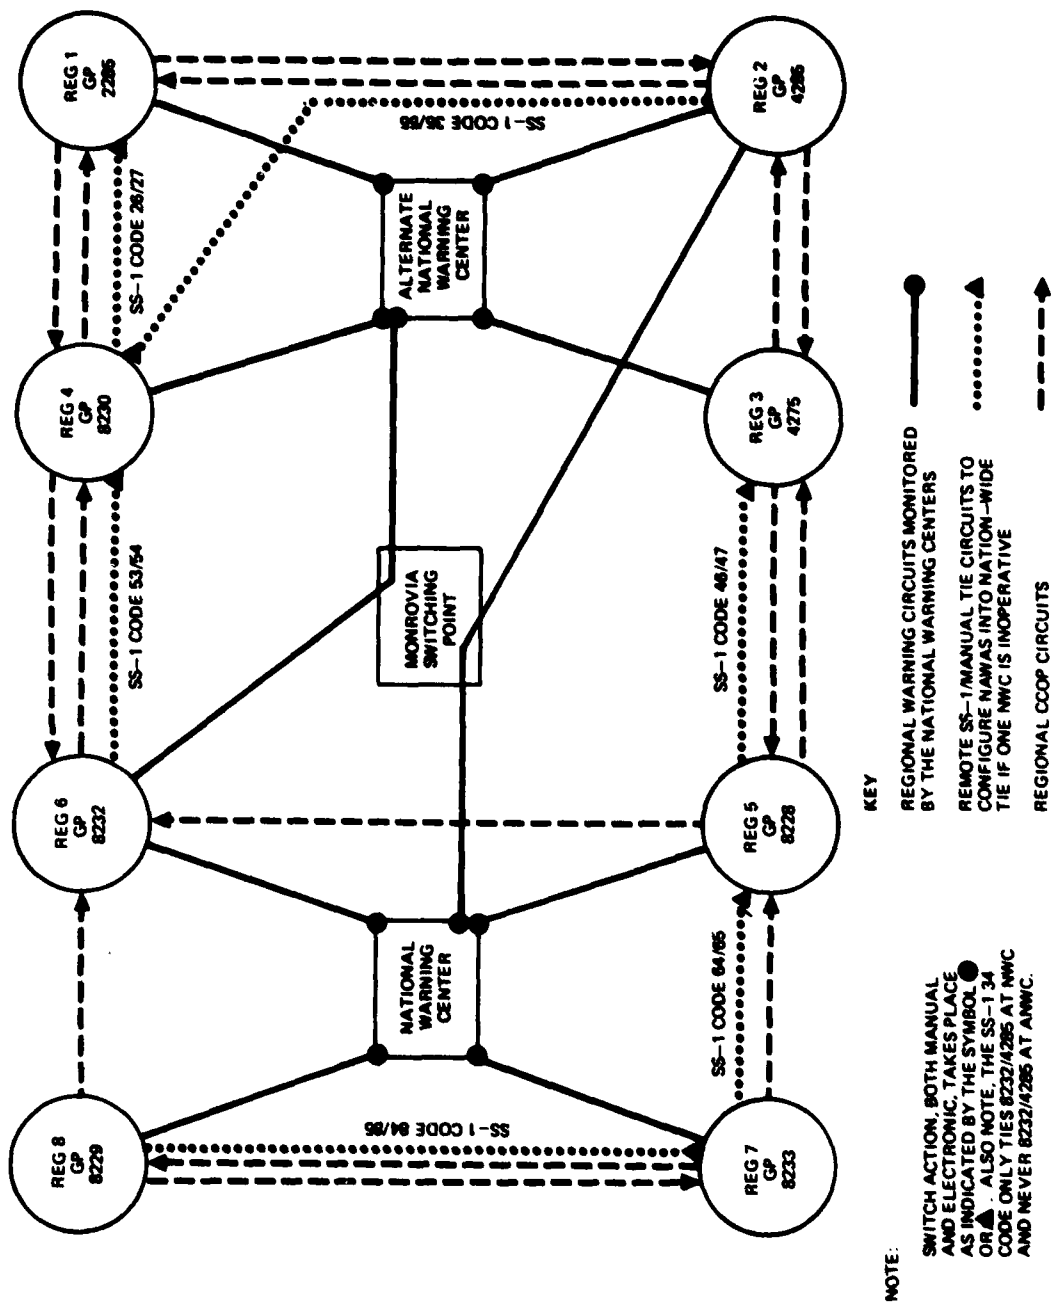 REG 8
GP
8229
REG 6
GP
8232
REG 4
GP
8230
REG 1
GP
2285
SS-1 CODE 53/54
SS-1 CODE 26/27
SS-1 CODE
NATIONAL
WARNING
CENTER
MONROVIA
SWITCHING
POINT
ALTERNATE
NATIONAL
WARNING
CENTER
SS-1 CODE
SS-1 CODE 64/65
SS-1 CODE 46/47
REG 7
GP
8233
REG 5
GP
8228
REG 3
GP
4275
REG 2
GP
4285
KEY
REGIONAL WARNING CIRCUITS MONITORED
BY THE NATIONAL WARNING CENTERS
REMOTE SS-1/MANUAL TIE CIRCUITS TO
CONFIGURE NAWAS INTO NATION-WIDE
TIE IF ONE NWC IS INOPERATIVE
REGIONAL CCOP CIRCUITS
NOTE:
SWITCH ACTION, BOTH MANUAL
AND ELECTRONIC, TAKES PLACE
AS INDICATED BY THE SYMBOL ●
OR ▲. ALSO NOTE, THE SS-1 34
CODE ONLY TIES 8232/4285 AT NWC
AND NEVER 8232/4285 AT ANWC.